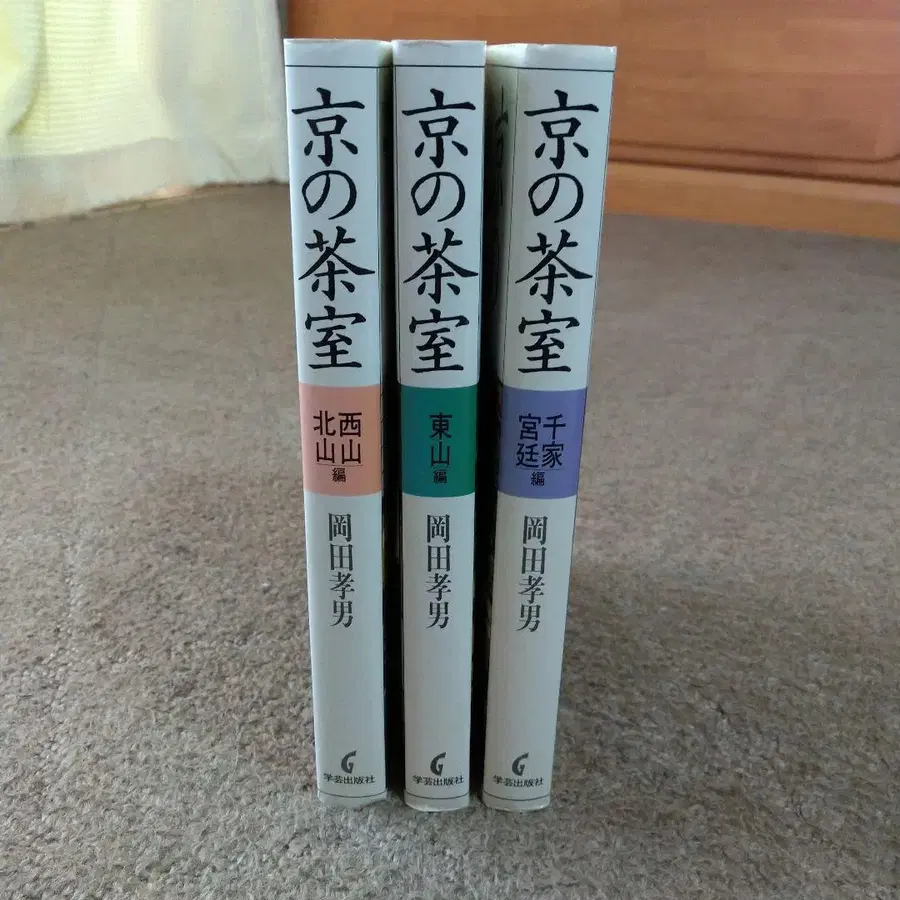 京の茶室
西山
北山
編
岡田孝男
学芸出版社
京の茶室
東山
編
岡田孝男
学芸出版社
京の茶室
千家
宮廷
編
岡田孝男
学芸出版社